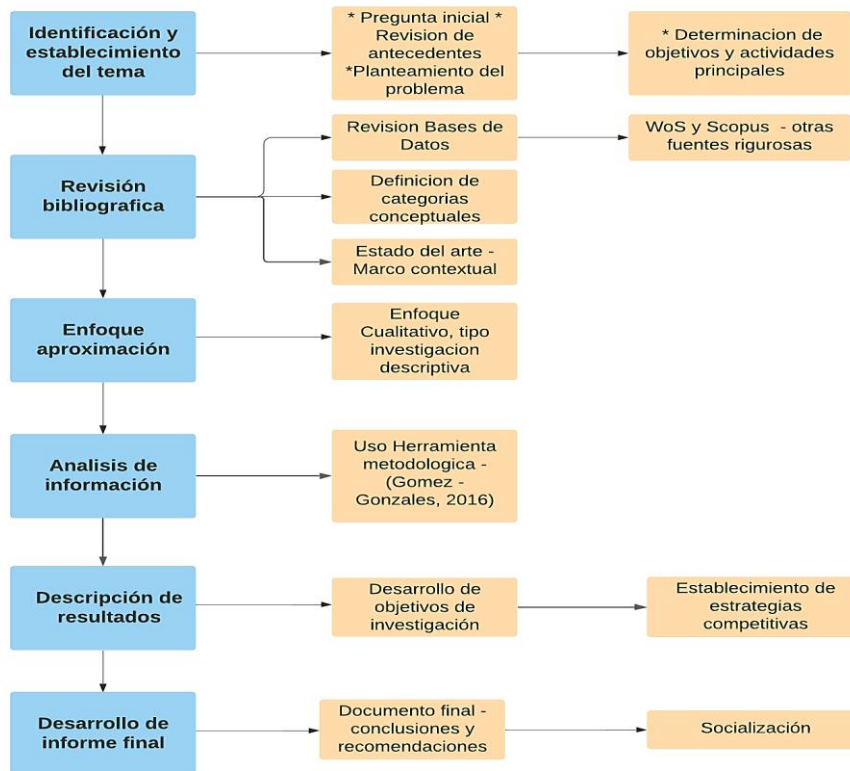 Identificación y
establecimiento
del tema
* Pregunta inicial *
Revision de
antecedentes
*Planteamiento del
problema
* Determinacion de
objetivos y actividades
principales
Revisión
bibliografica
Revision Bases de
Datos
WoS y Scopus - otras
fuentes rigurosas
Definicion de
categorias
conceptuales
Estado del arte -
Marco contextual
Enfoque
aproximación
Enfoque
Cualitativo, tipo
investigacion
descriptiva
Analisis de
información
Uso Herramienta
metodologica -
(Gomez -
Gonzales, 2016)
Descripción de
resultados
Desarrollo de
objetivos de
investigación
Establecimiento de
estrategias
competitivas
Desarrollo de
informe final
Documento final -
conclusiones y
recomendaciones
Socialización